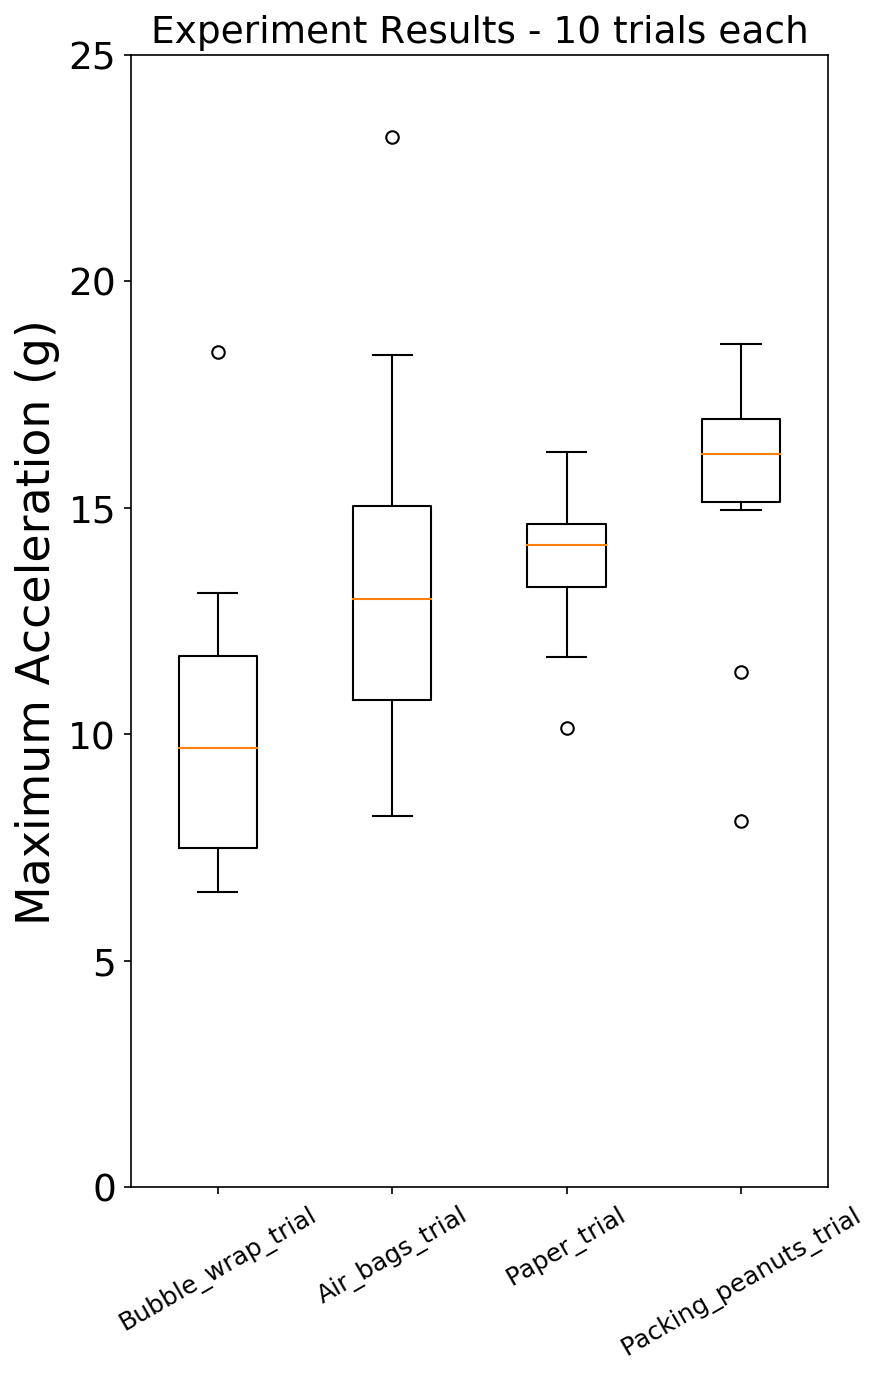 Experiment Results - 10 trials each
Maximum Acceleration (g)
25
20
15
10
5
0
Bubble_wrap_trial
Air_bags_trial
Paper_trial
Packing_peanuts_trial